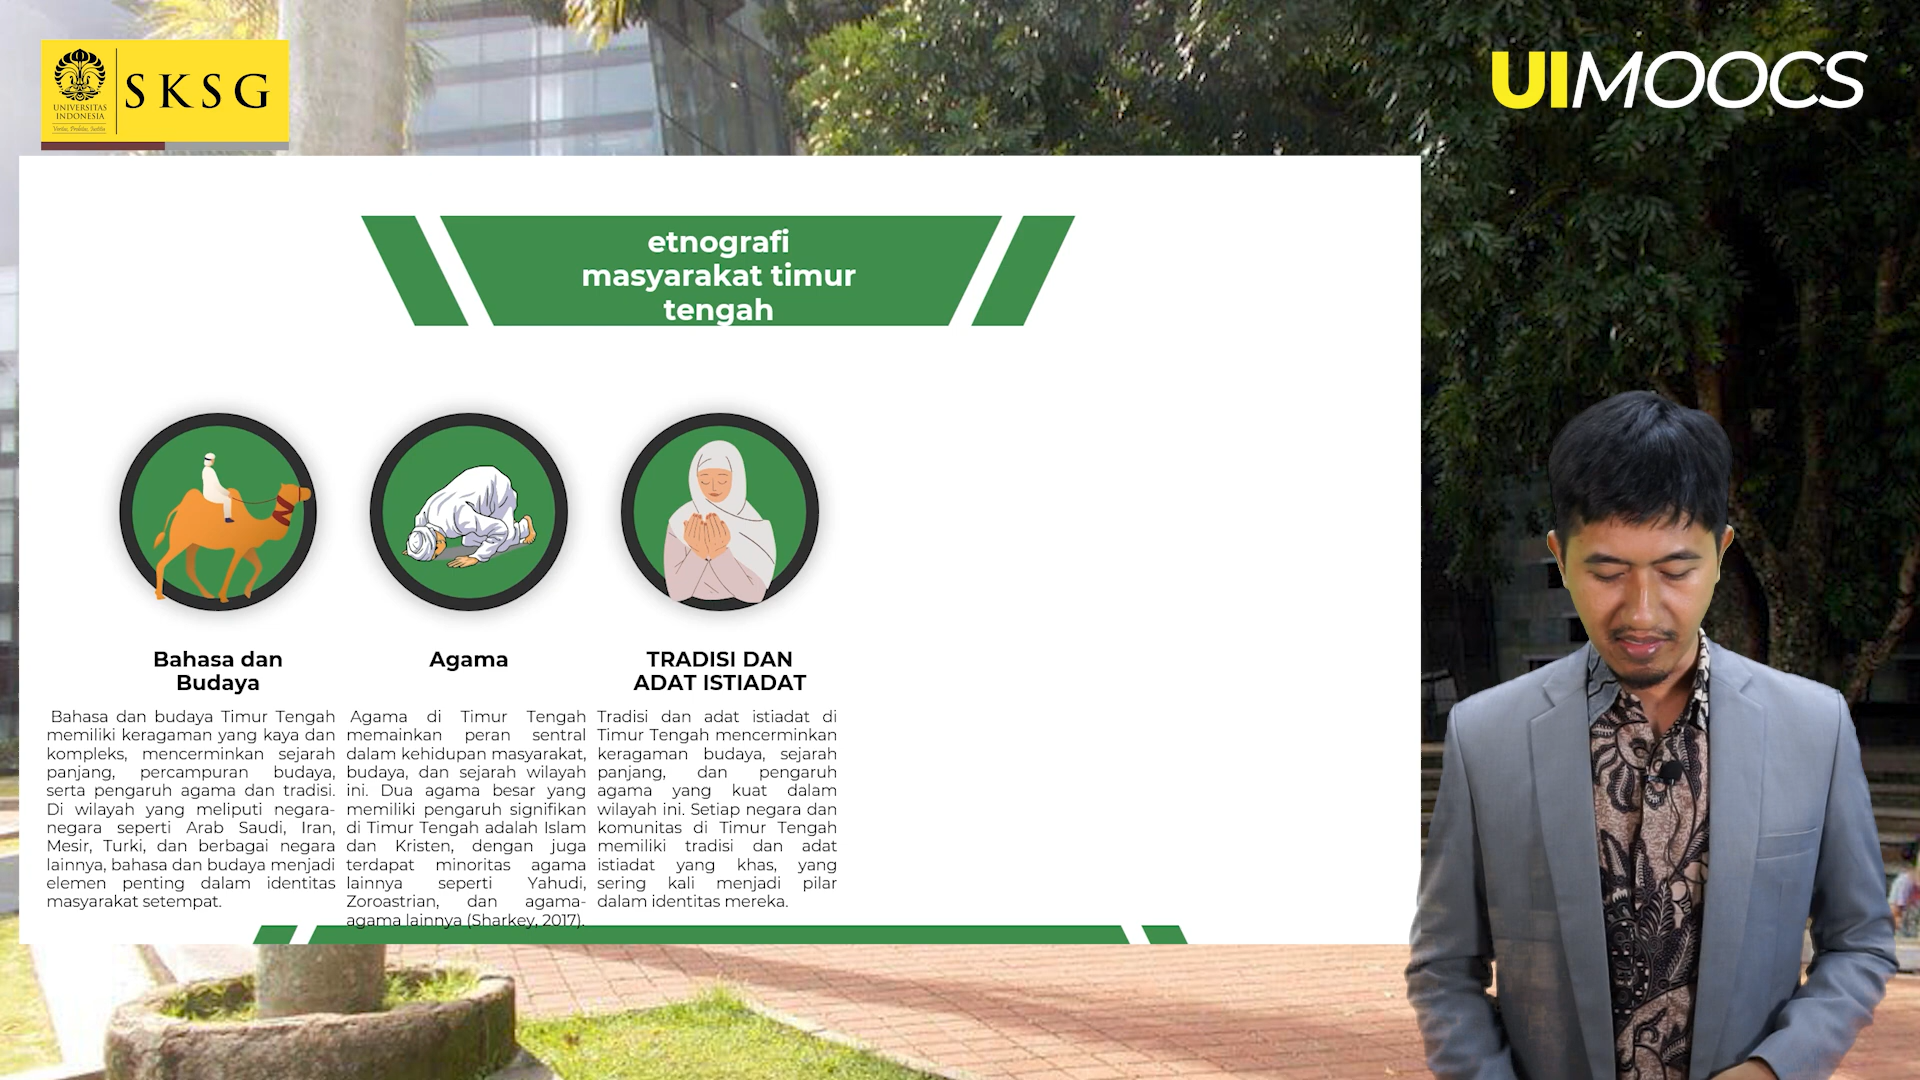 UNIVERSITAS
INDONESIA
Veritas, Probitas, Iustitia
SKSG
UIMOOCS
etnografi
masyarakat timur
tengah
Bahasa dan
Budaya
Bahasa dan budaya Timur Tengah
memiliki keragaman yang kaya dan
kompleks, mencerminkan sejarah
panjang, percampuran budaya,
serta pengaruh agama dan tradisi.
Di wilayah yang meliputi negara-
negara seperti Arab Saudi, Iran,
Mesir, Turki, dan berbagai negara
lainnya, bahasa dan budaya menjadi
elemen penting dalam identitas
masyarakat setempat.
Agama
Agama di Timur Tengah
memainkan peran sentral
dalam kehidupan masyarakat,
budaya, dan sejarah wilayah
ini. Dua agama besar yang
memiliki pengaruh signifikan
di Timur Tengah adalah Islam
dan Kristen, dengan juga
terdapat minoritas agama
lainnya seperti Yahudi,
Zoroastrian, dan agama-
agama lainnya (Sharkey, 2017).
TRADISI DAN
ADAT ISTIADAT
Tradisi dan adat istiadat di
Timur Tengah mencerminkan
keragaman budaya, sejarah
panjang, dan pengaruh
agama yang kuat dalam
wilayah ini. Setiap negara dan
komunitas di Timur Tengah
memiliki tradisi dan adat
istiadat yang khas, yang
sering kali menjadi pilar
dalam identitas mereka.